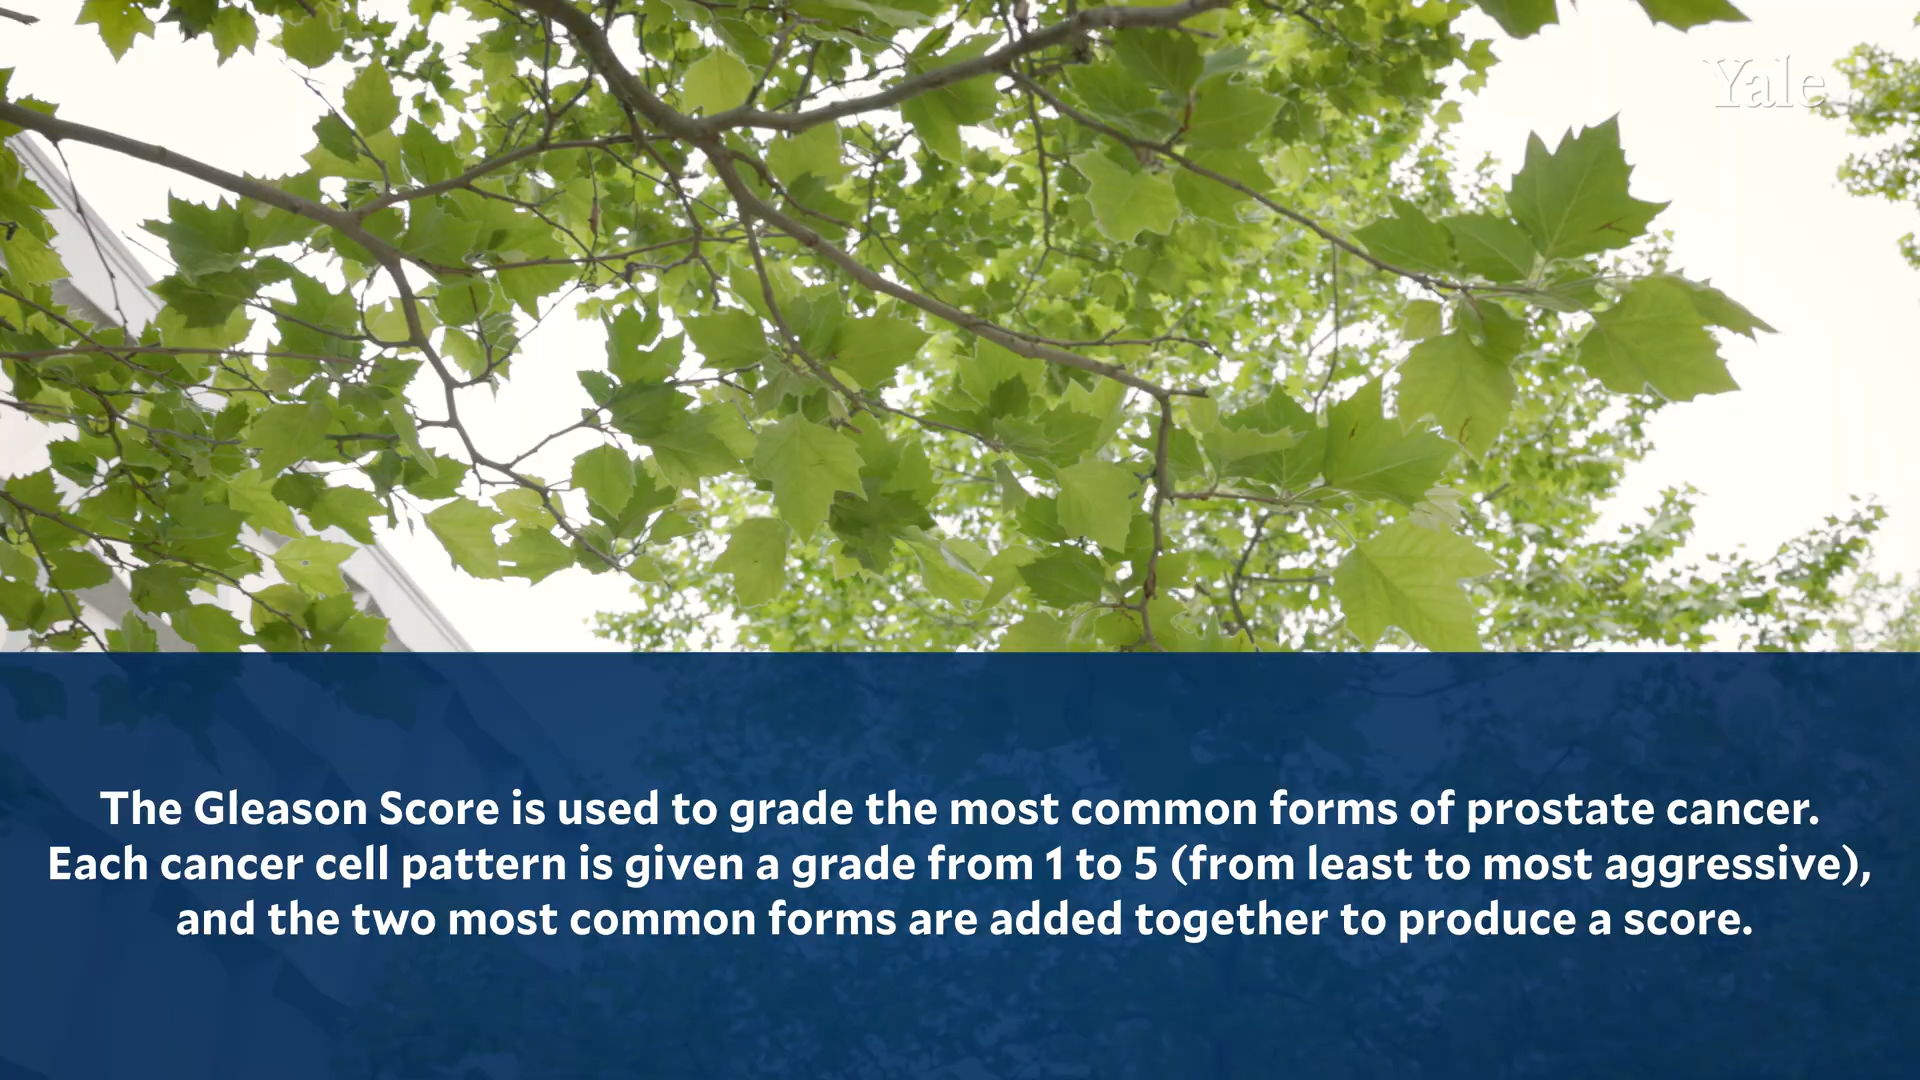 Yale
The Gleason Score is used to grade the most common forms of prostate cancer.
Each cancer cell pattern is given a grade from 1 to 5 (from least to most aggressive),
and the two most common forms are added together to produce a score.